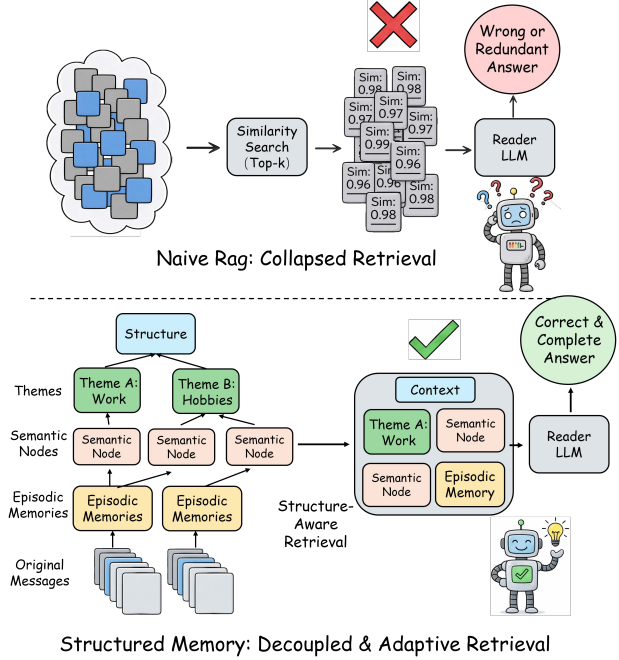 Wrong or
Redundant
Answer
Similarity
Search
(Top-k)
Sim:
0.98
Sim:
0.98
Sim:
0.97
Sim:
0.97
Sim:
0.97
Sim:
0.99
Sim:
0.96
Sim:
0.96
Sim:
0.98
Sim:
0.98
Reader
LLM
Naive Rag: Collapsed Retrieval
Structure
Correct &
Complete
Answer
Themes
Theme A:
Work
Theme B:
Hobbies
Context
Semantic
Nodes
Semantic
Node
Semantic
Node
Semantic
Node
Theme A:
Work
Semantic
Node
Reader
LLM
Episodic
Memories
Episodic
Memories
Episodic
Memories
Semantic
Node
Episodic
Memory
Structure-
Aware
Retrieval
Original
Messages
Structured Memory: Decoupled & Adaptive Retrieval